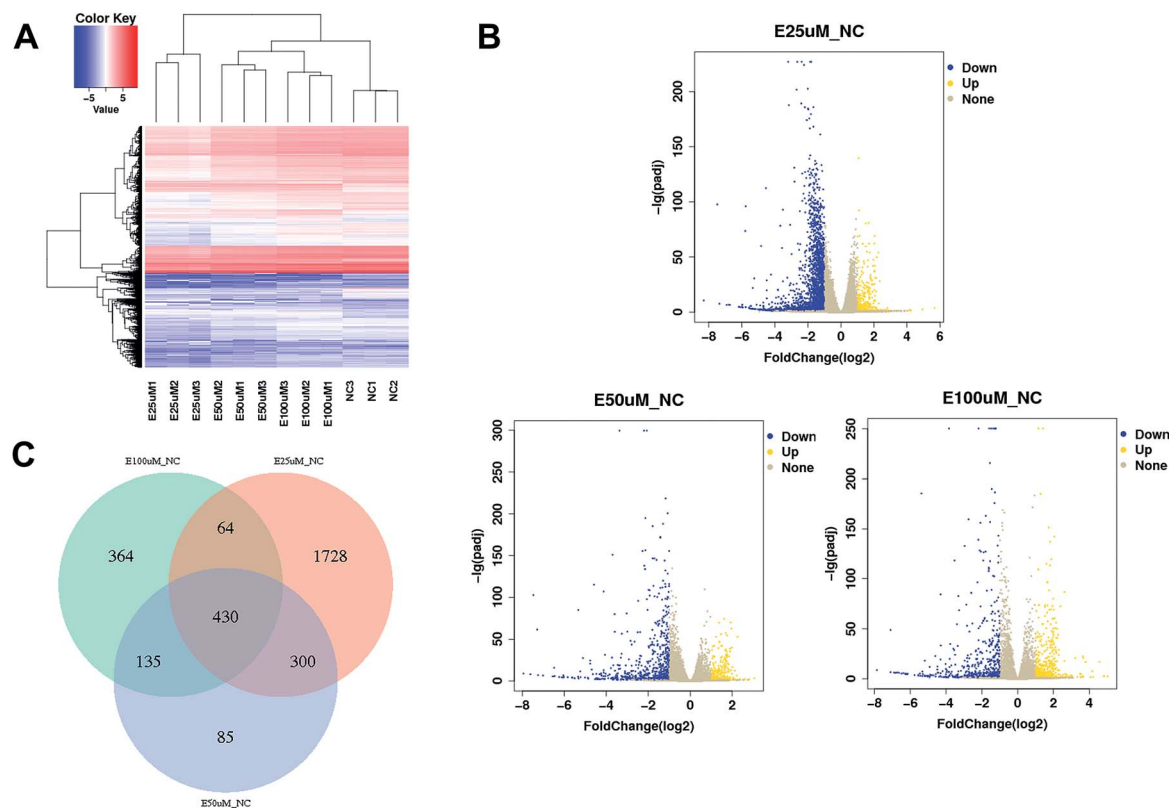 A
Color Key
−5
5
Value
E25uM1
E25uM2
E25uM3
E50uM2
E50uM1
E50uM3
E100uM3
E100uM2
E100uM1
NC3
NC1
NC2
B
E25uM_NC
−lg(padj)
200
150
100
50
0
−8 −6 −4 −2 0 2 4 6
FoldChange(log2)
Down
Up
None
E50uM_NC
−lg(padj)
300
250
200
150
100
50
0
−8 −6 −4 −2 0 2
FoldChange(log2)
Down
Up
None
E100uM_NC
−lg(padj)
250
200
150
100
50
0
−8 −6 −4 −2 0 2 4
FoldChange(log2)
Down
Up
None
C
E100uM_NC E25uM_NC
64
364 1728
430
135 300
85
E50uM_NC